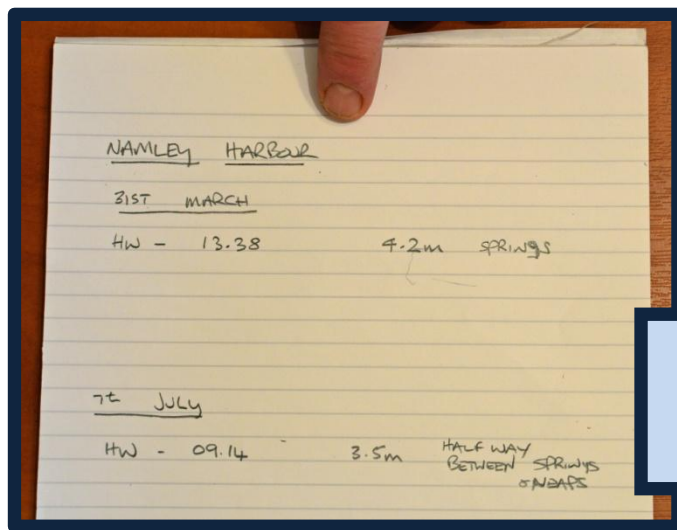 NAMLEY HARBOUR
31ST MARCH
HW - 13.38 4.2m SPRINGS
7t JULY
HW - 09.14 3.5m HALF WAY
BETWEEN SPRINGS
& NEAPS